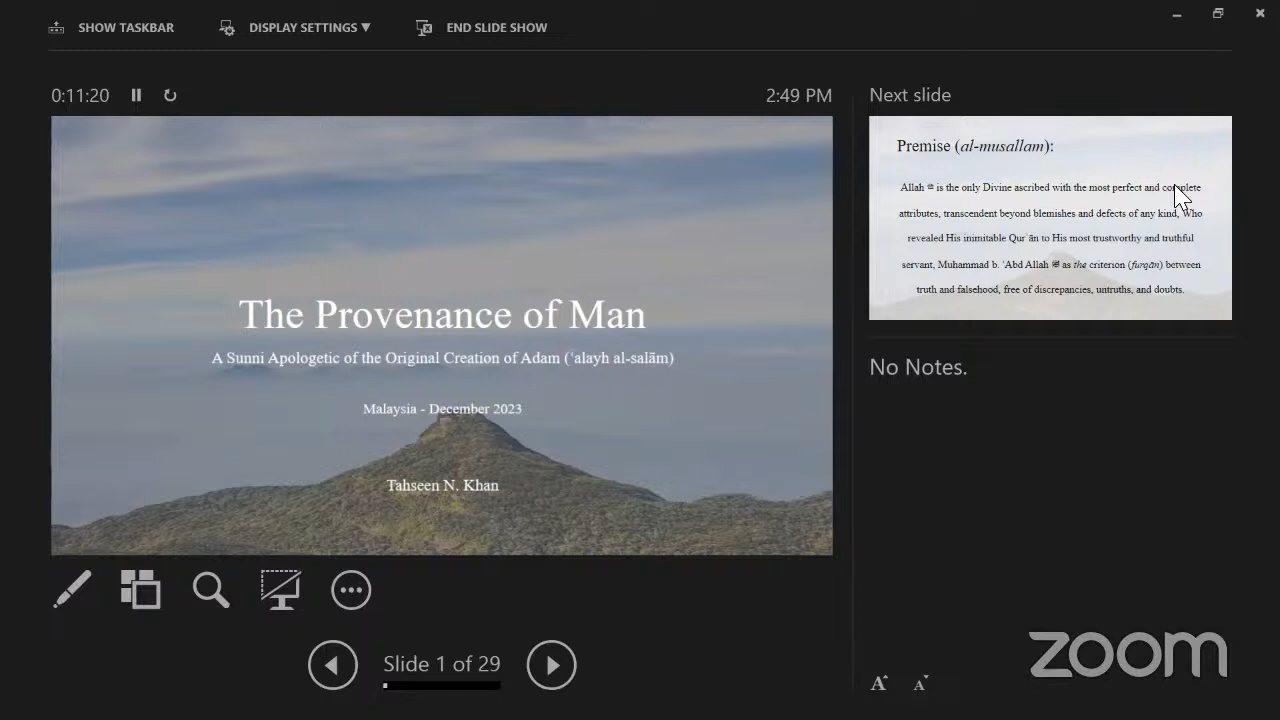 SHOW TASKBAR
DISPLAY SETTINGS ▼
END SLIDE SHOW
0:11:20
2:49 PM
Next slide
The Provenance of Man
A Sunni Apologetic of the Original Creation of Adam (ʿalayh al-salām)
Malaysia - December 2023
Tahseen N. Khan
Premise (al-musallam):
Allah ﷻ is the only Divine ascribed with the most perfect and complete
attributes, transcendent beyond blemishes and defects of any kind, Who
revealed His inimitable Qurʾān to His most trustworthy and truthful
servant, Muḥammad b. ʿAbd Allah ﷺ as the criterion (furqān) between
truth and falsehood, free of discrepancies, untruths, and doubts.
No Notes.
Slide 1 of 29
A A
zoom